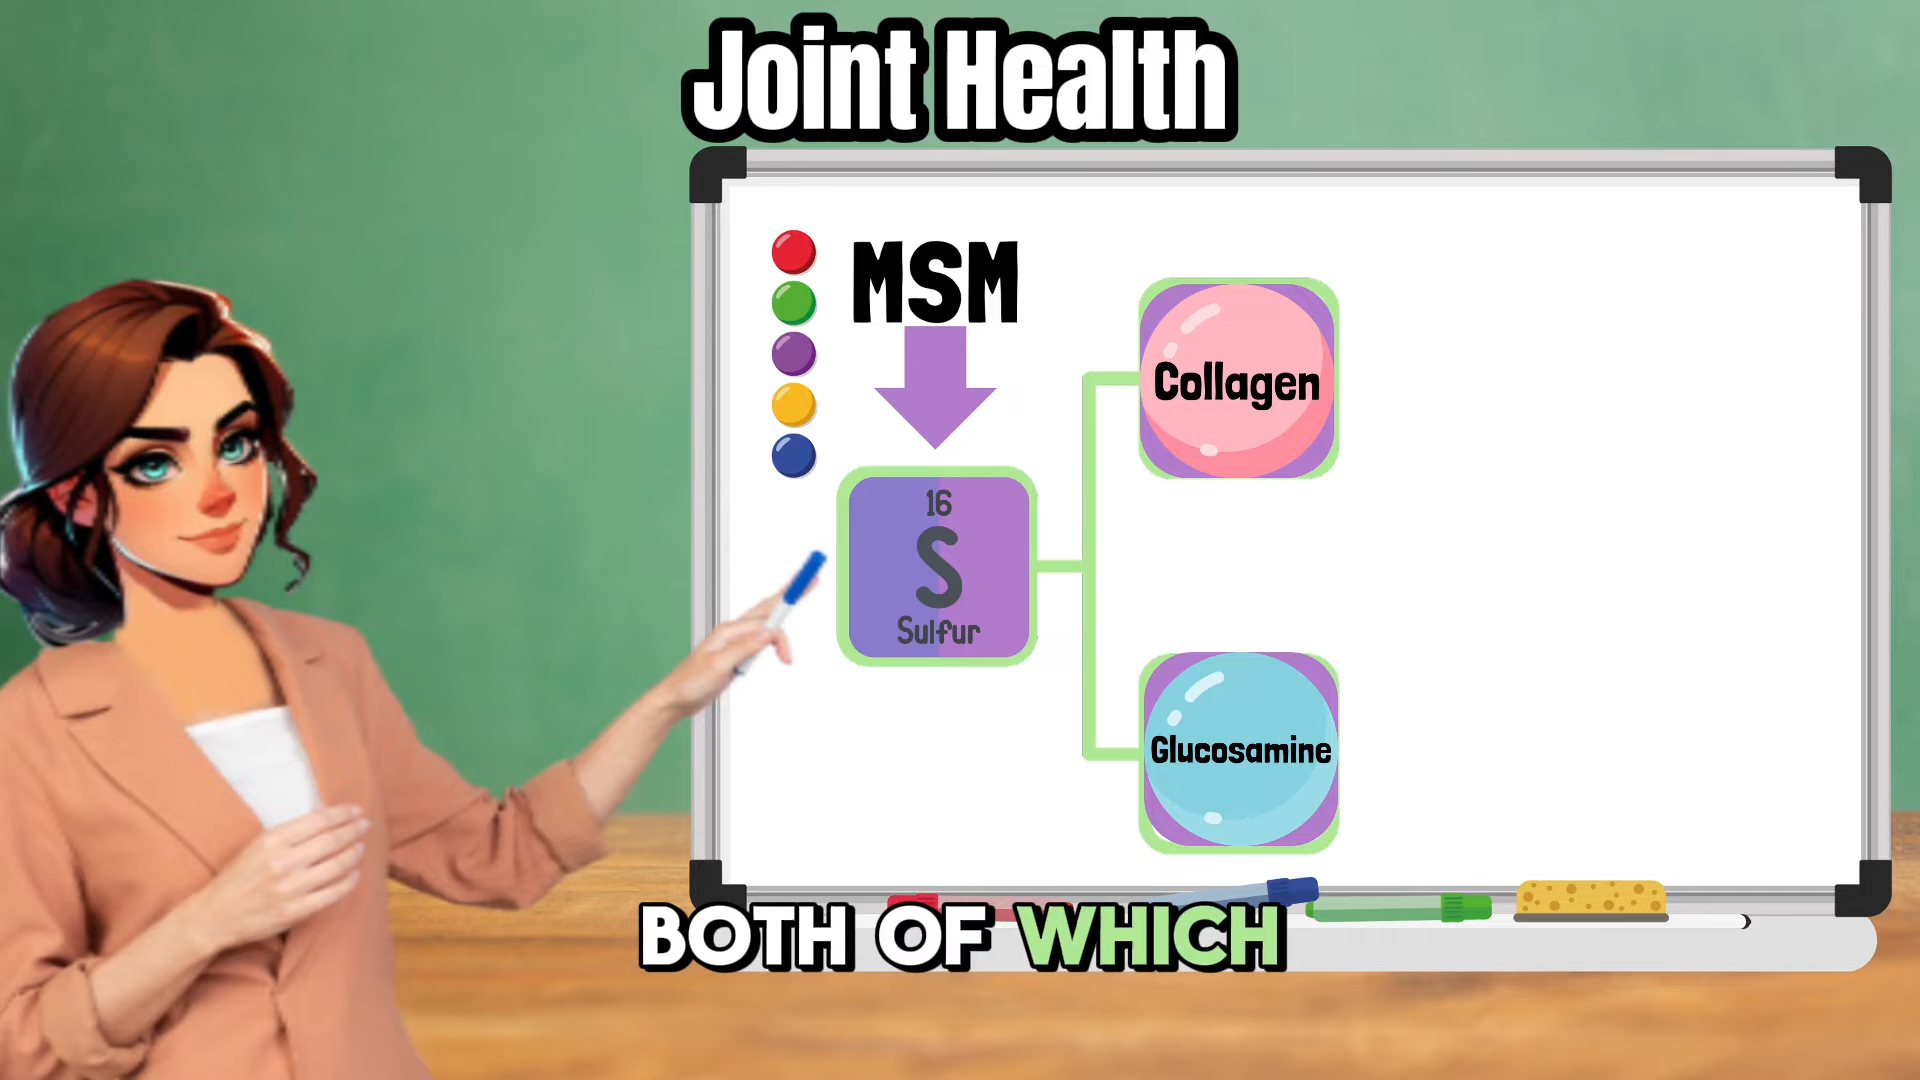 Joint Health
MSM
16
S
Sulfur
Collagen
Glucosamine
BOTH OF WHICH